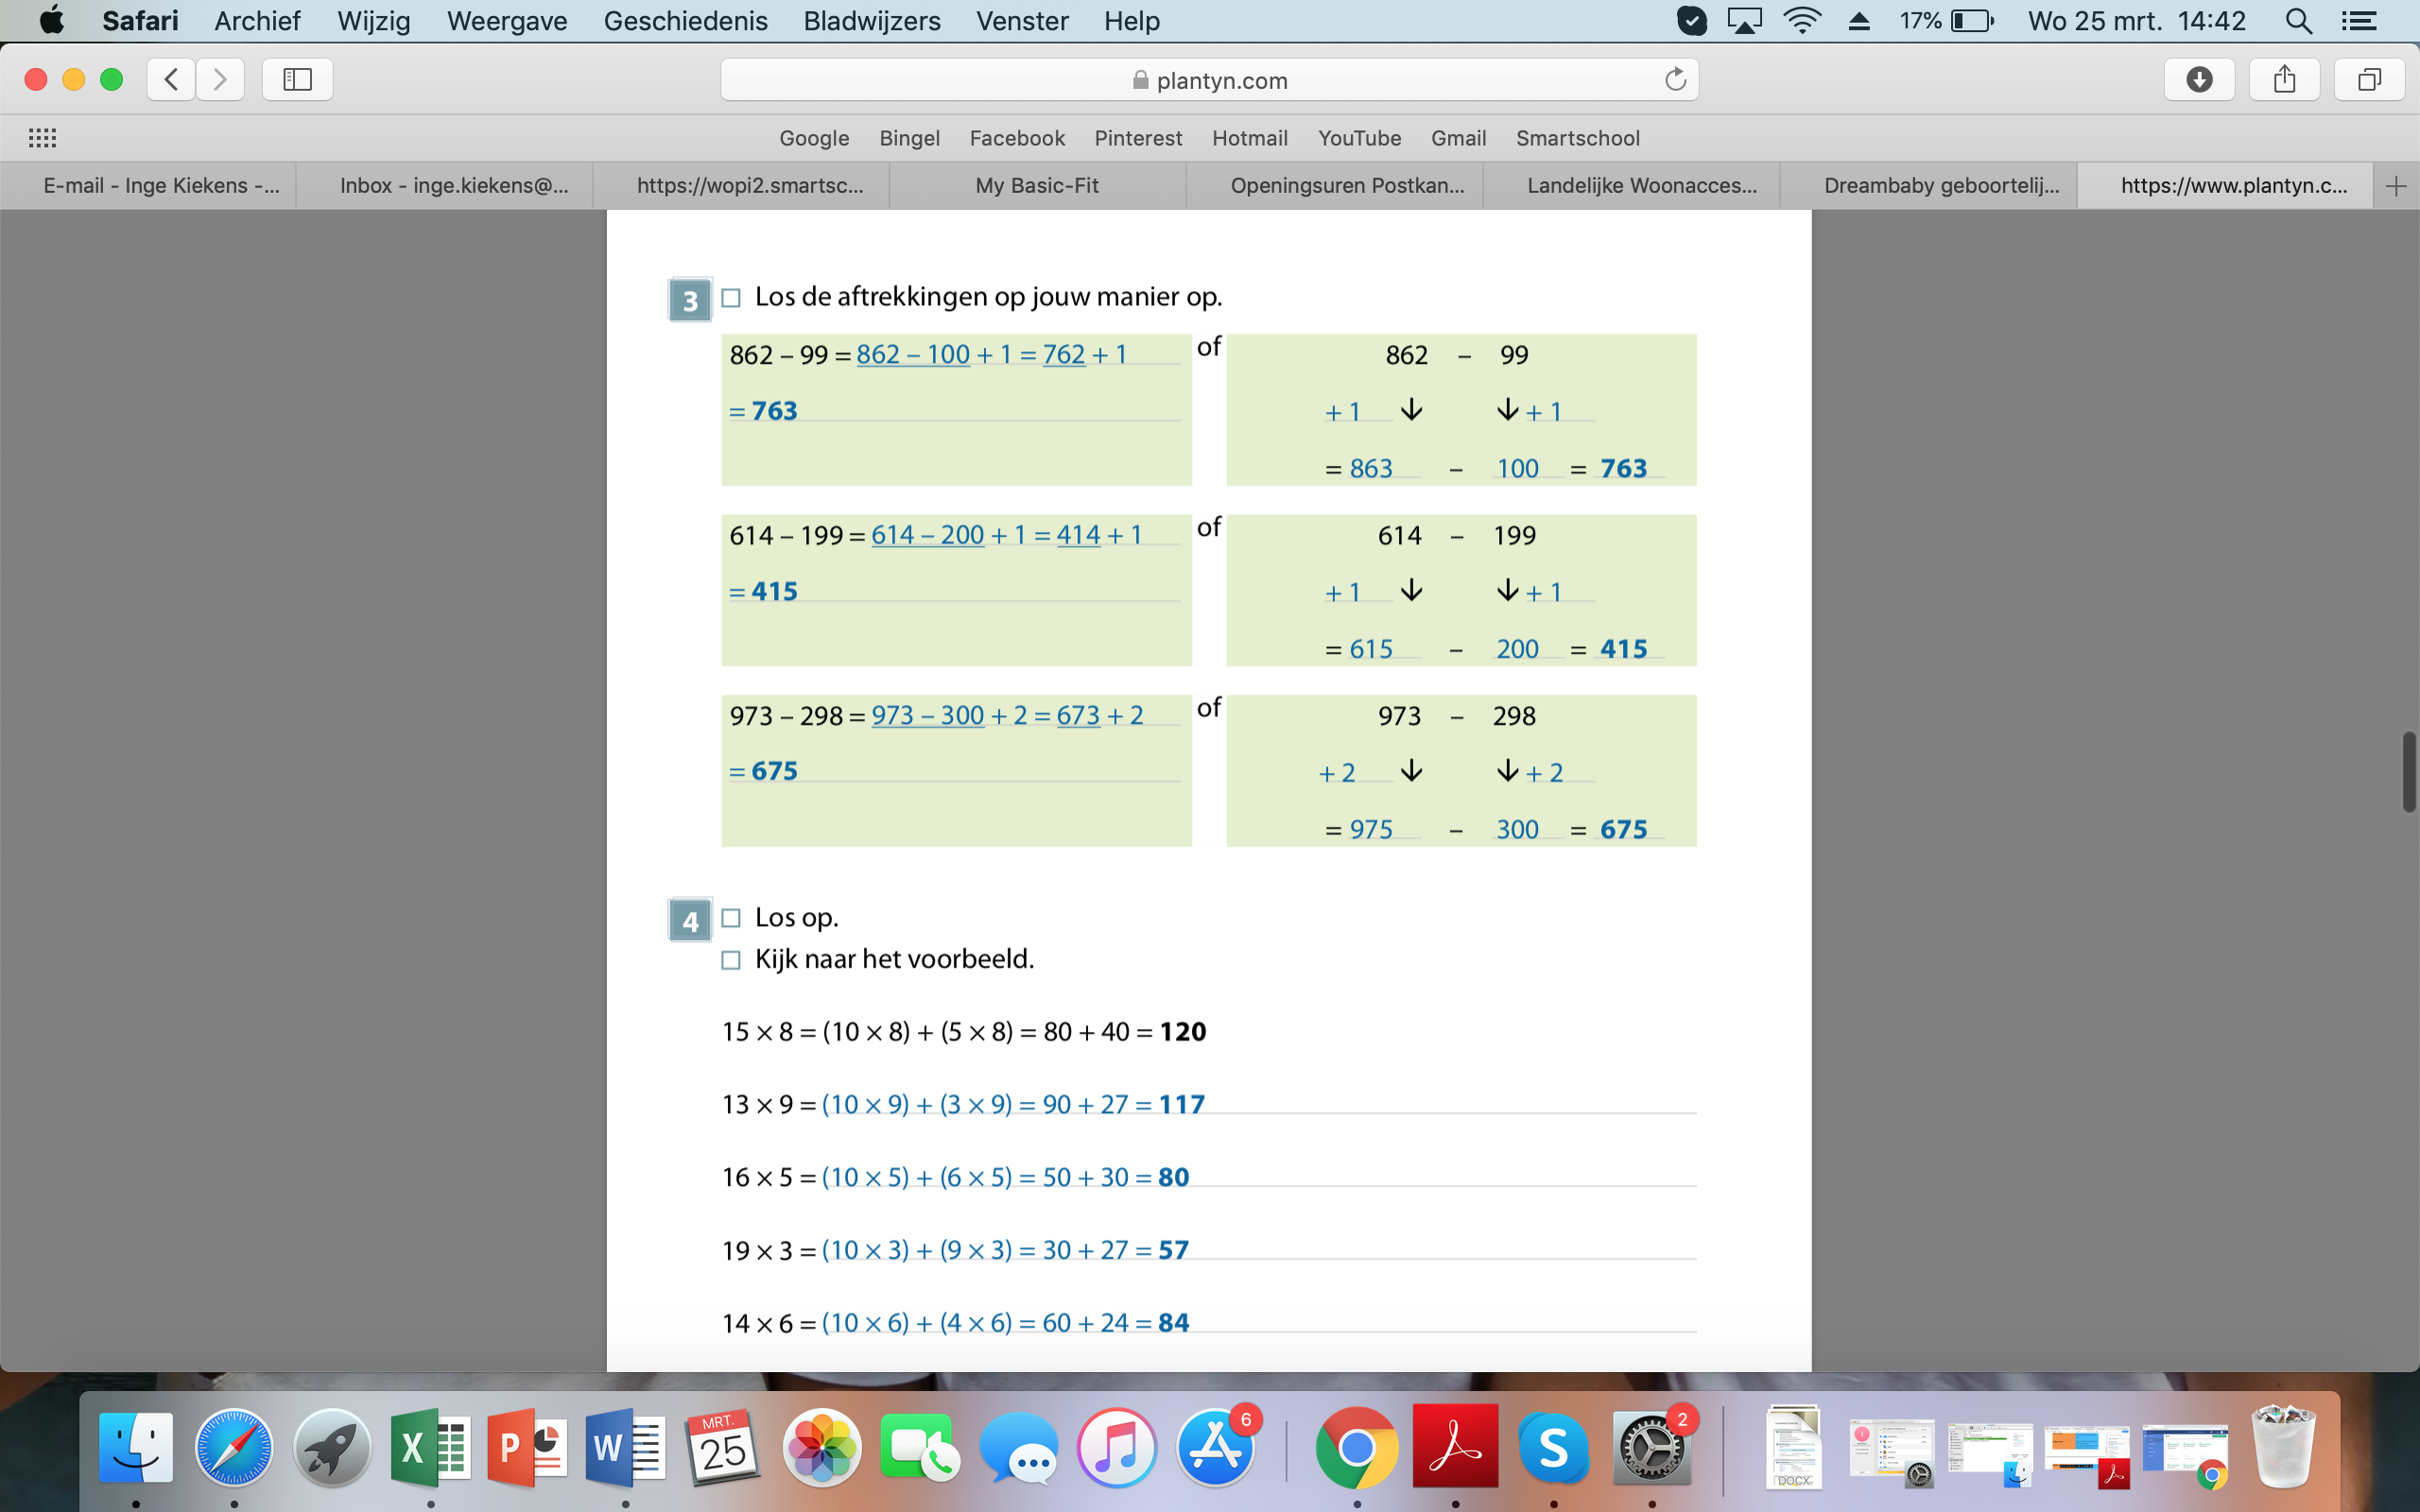 Safari Archief Wijzig Weergave Geschiedenis Bladwijzers Venster Help 17% Wo 25 mrt. 14:42
plantyn.com
Google Bingel Facebook Pinterest Hotmail YouTube Gmail Smartschool
E-mail - Inge Kiekens -... Inbox - inge.kiekens@... https://wopi2.smartsc... My Basic-Fit Openingsuren Postkan... Landelijke Woonacces... Dreambaby geboortelij... https://www.plantyn.c...
3 Los de aftrekkingen op jouw manier op.
862 – 99 = 862 – 100 + 1 = 762 + 1 of 862 – 99
= 763 + 1 ↓ ↓ + 1
= 863 – 100 = 763
614 – 199 = 614 – 200 + 1 = 414 + 1 of 614 – 199
= 415 + 1 ↓ ↓ + 1
= 615 – 200 = 415
973 – 298 = 973 – 300 + 2 = 673 + 2 of 973 – 298
= 675 + 2 ↓ ↓ + 2
= 975 – 300 = 675
4 Los op.
Kijk naar het voorbeeld.
15 × 8 = (10 × 8) + (5 × 8) = 80 + 40 = 120
13 × 9 = (10 × 9) + (3 × 9) = 90 + 27 = 117
16 × 5 = (10 × 5) + (6 × 5) = 50 + 30 = 80
19 × 3 = (10 × 3) + (9 × 3) = 30 + 27 = 57
14 × 6 = (10 × 6) + (4 × 6) = 60 + 24 = 84
X P W MRT. 25 6 S 2 DOCX